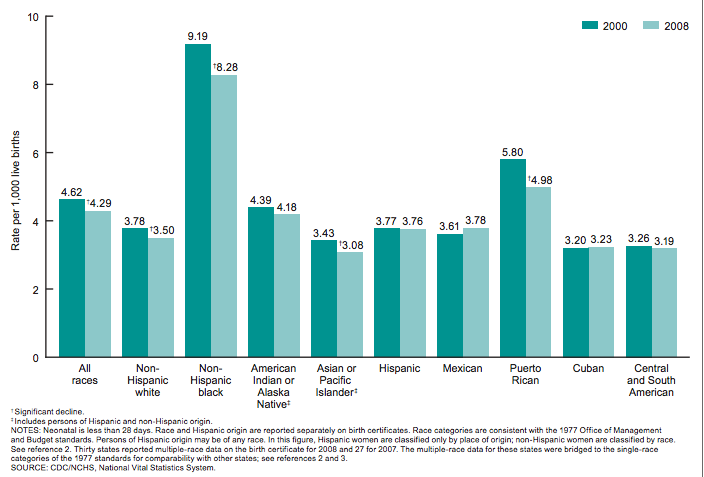 10
2000
2008
9.19
†8.28
8
Rate per 1,000 live births
6
5.80
†4.98
4.62
†4.29
4.39
4.18
4
3.78
†3.50
3.43
†3.08
3.77
3.76
3.61
3.78
3.20
3.23
3.26
3.19
2
0
All
races
Non-
Hispanic
white
Non-
Hispanic
black
American
Indian or
Alaska
Native‡
Asian or
Pacific
Islander‡
Hispanic
Mexican
Puerto
Rican
Cuban
Central
and South
American
†Significant decline.
‡Includes persons of Hispanic and non-Hispanic origin.
NOTES: Neonatal is less than 28 days. Race and Hispanic origin are reported separately on birth certificates. Race categories are consistent with the 1977 Office of Management
and Budget standards. Persons of Hispanic origin may be of any race. In this figure, Hispanic women are classified only by place of origin; non-Hispanic women are classified by race.
See reference 2. Thirty states reported multiple-race data on the birth certificate for 2008 and 27 for 2007. The multiple-race data for these states were bridged to the single-race
categories of the 1977 standards for comparability with other states; see references 2 and 3.
SOURCE: CDC/NCHS, National Vital Statistics System.